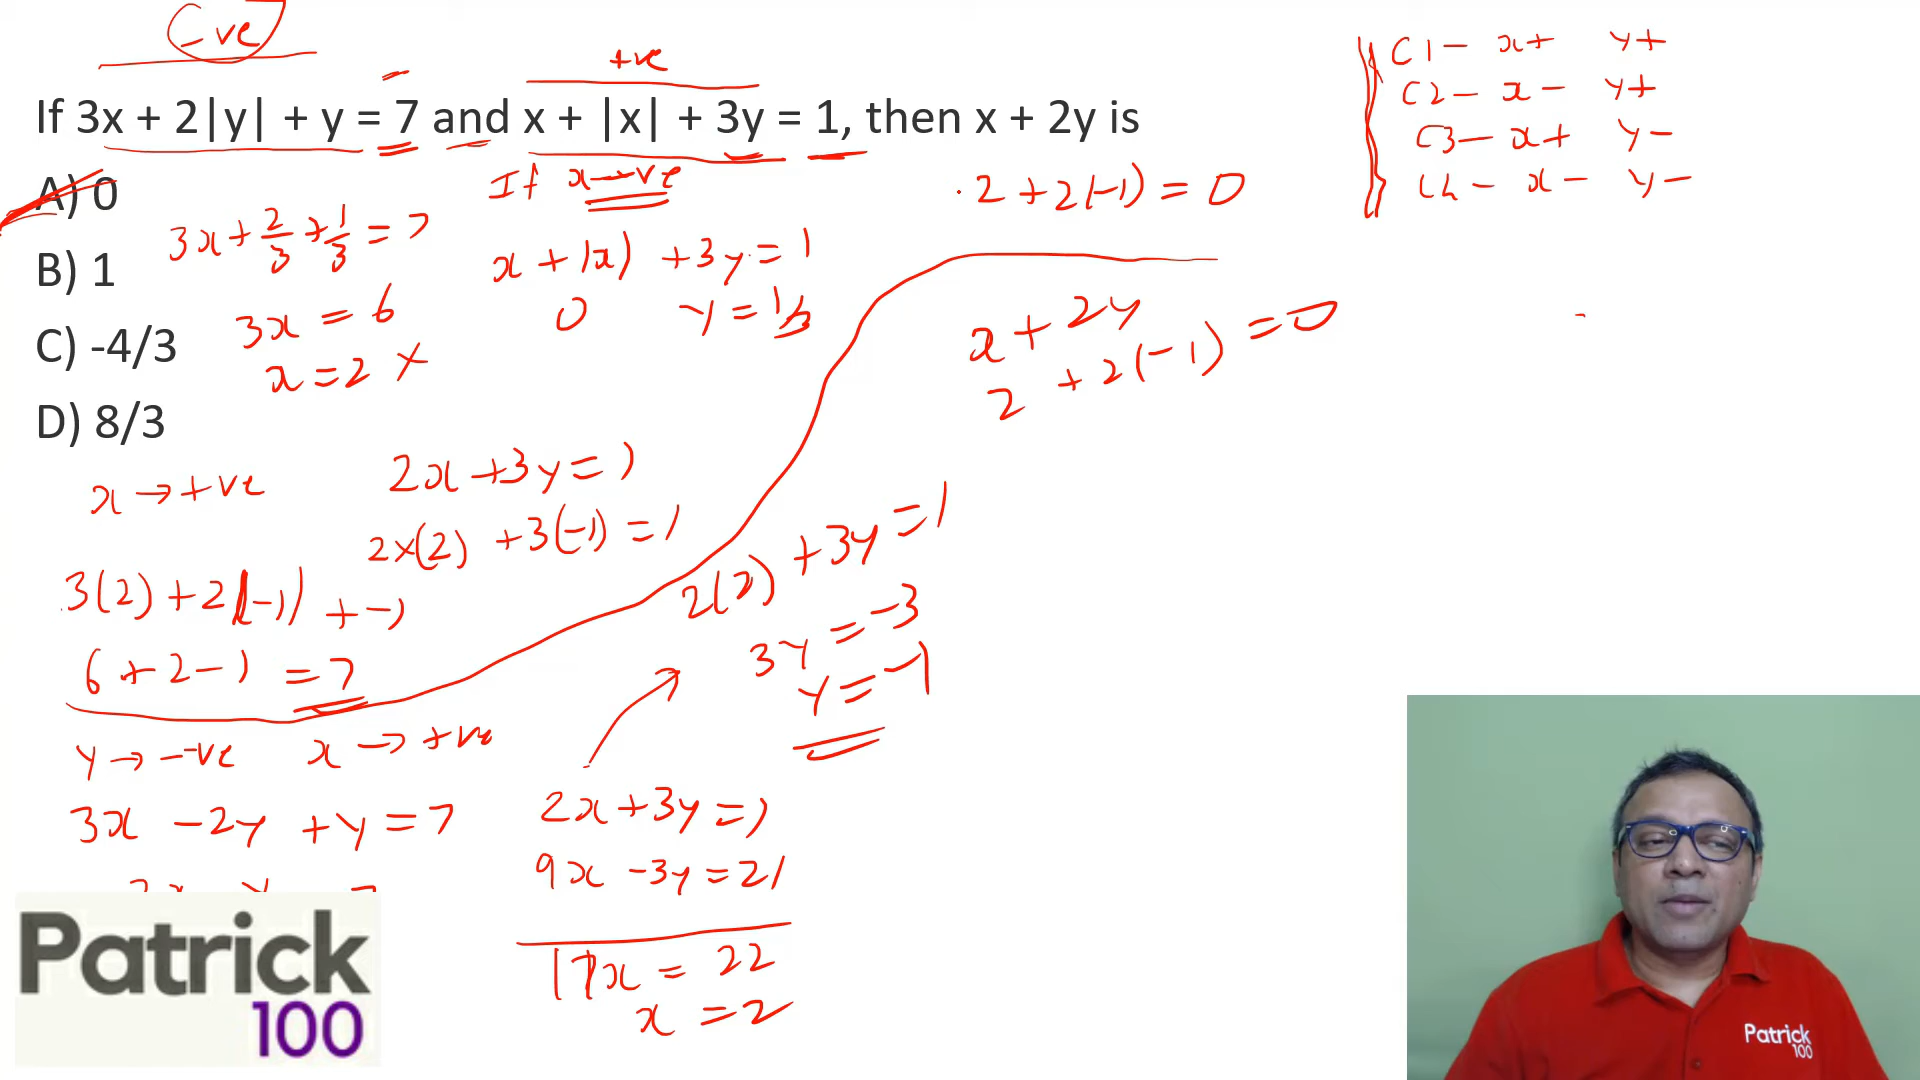 -ve
+ve
If 3x + 2|y| + y = 7 and x + |x| + 3y = 1, then x + 2y is
A) 0
B) 1
C) -4/3
D) 8/3
C1 - x+ y+
C2 - x - y+
C3 - x+ y -
C4 - x - y -
If x → -ve
x + |x| + 3y = 1
0 y = 1/3
3x + 2/3 + 1/3 = 7
3x = 6
x = 2 ×
2 + 2(-1) = 0
x + 2y
2 + 2(-1) = 0
x → +ve
2x + 3y = 1
2×(2) + 3(-1) = 1
3(2) + 2|-1| + -1
6 + 2 - 1 = 7
y → -ve x → +ve
3x - 2y + y = 7
2x + 3y = 1
9x - 3y = 21
11x = 22
x = 2
2(2) + 3y = 1
3y = -3
y = -1
Patrick
100
Patrick
100